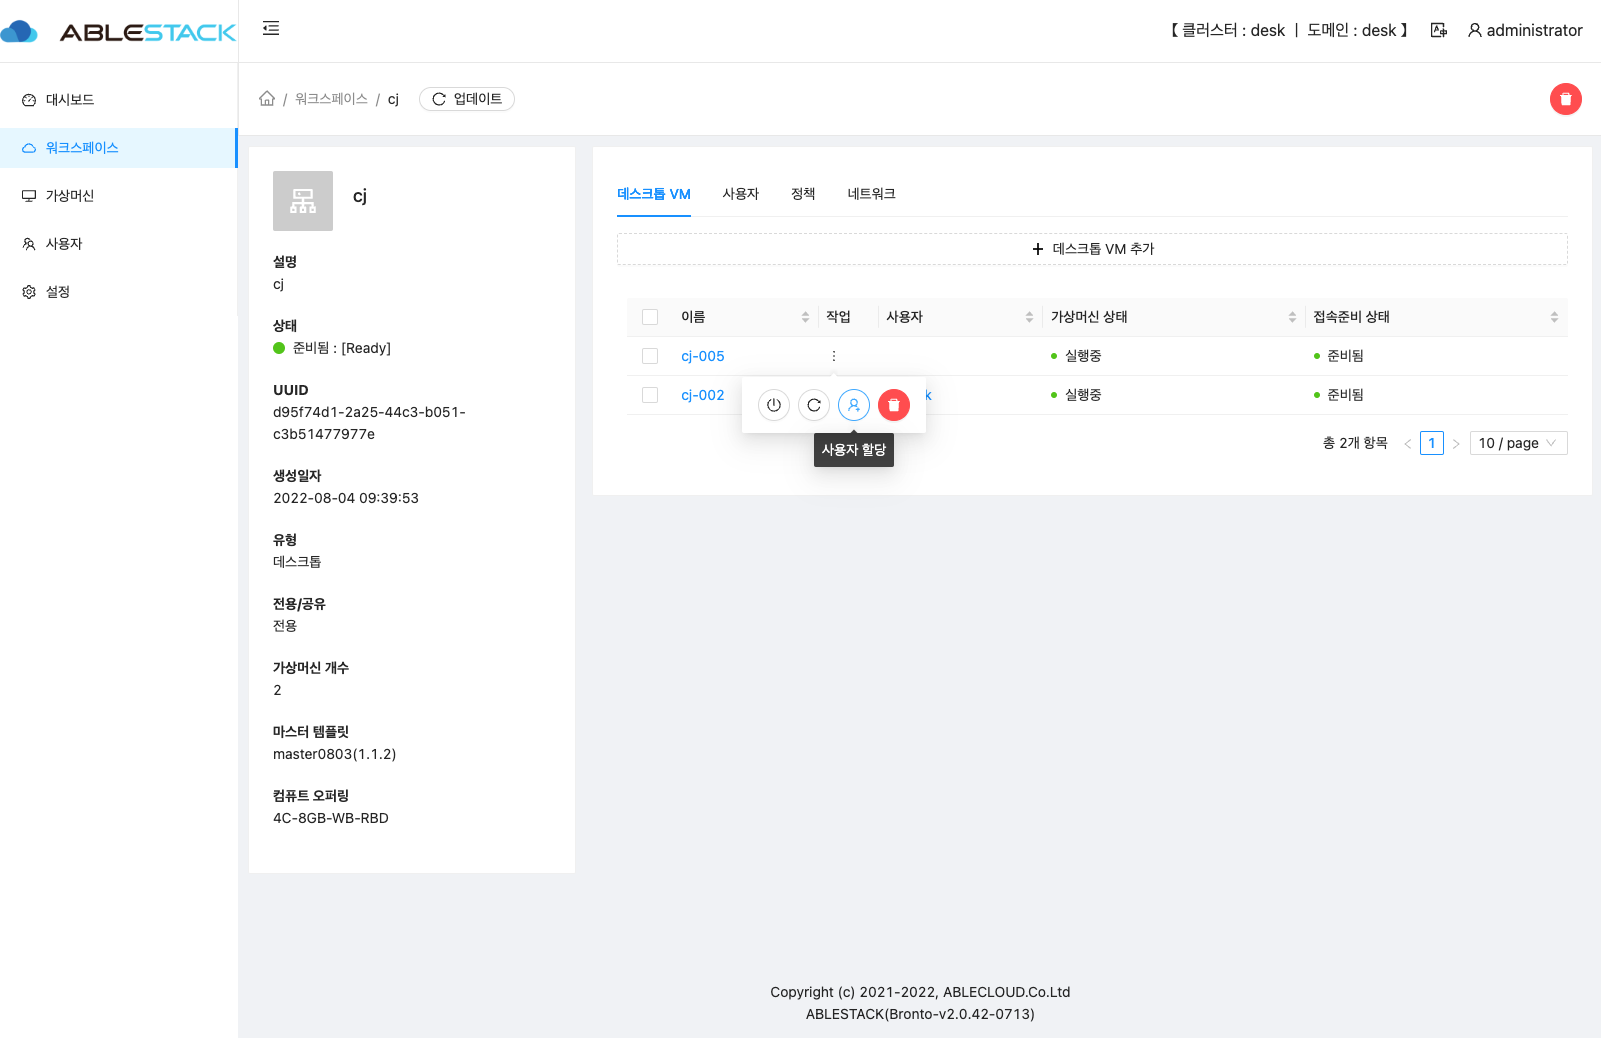 ABLESTACK
【 클러스터 : desk ㅣ 도메인 : desk 】
administrator
대시보드
워크스페이스
가상머신
사용자
설정
/ 워크스페이스 / cj
업데이트
cj
설명
cj
상태
준비됨 : [Ready]
UUID
d95f74d1-2a25-44c3-b051-
c3b51477977e
생성일자
2022-08-04 09:39:53
유형
데스크톱
전용/공유
전용
가상머신 개수
2
마스터 템플릿
master0803(1.1.2)
컴퓨트 오퍼링
4C-8GB-WB-RBD
데스크톱 VM 사용자 정책 네트워크
데스크톱 VM 추가
이름 작업 사용자 가상머신 상태 접속준비 상태
cj-005 실행중 준비됨
cj-002 k 실행중 준비됨
사용자 할당
총 2개 항목 < 1 > 10 / page
Copyright (c) 2021-2022, ABLECLOUD.Co.Ltd
ABLESTACK(Bronto-v2.0.42-0713)